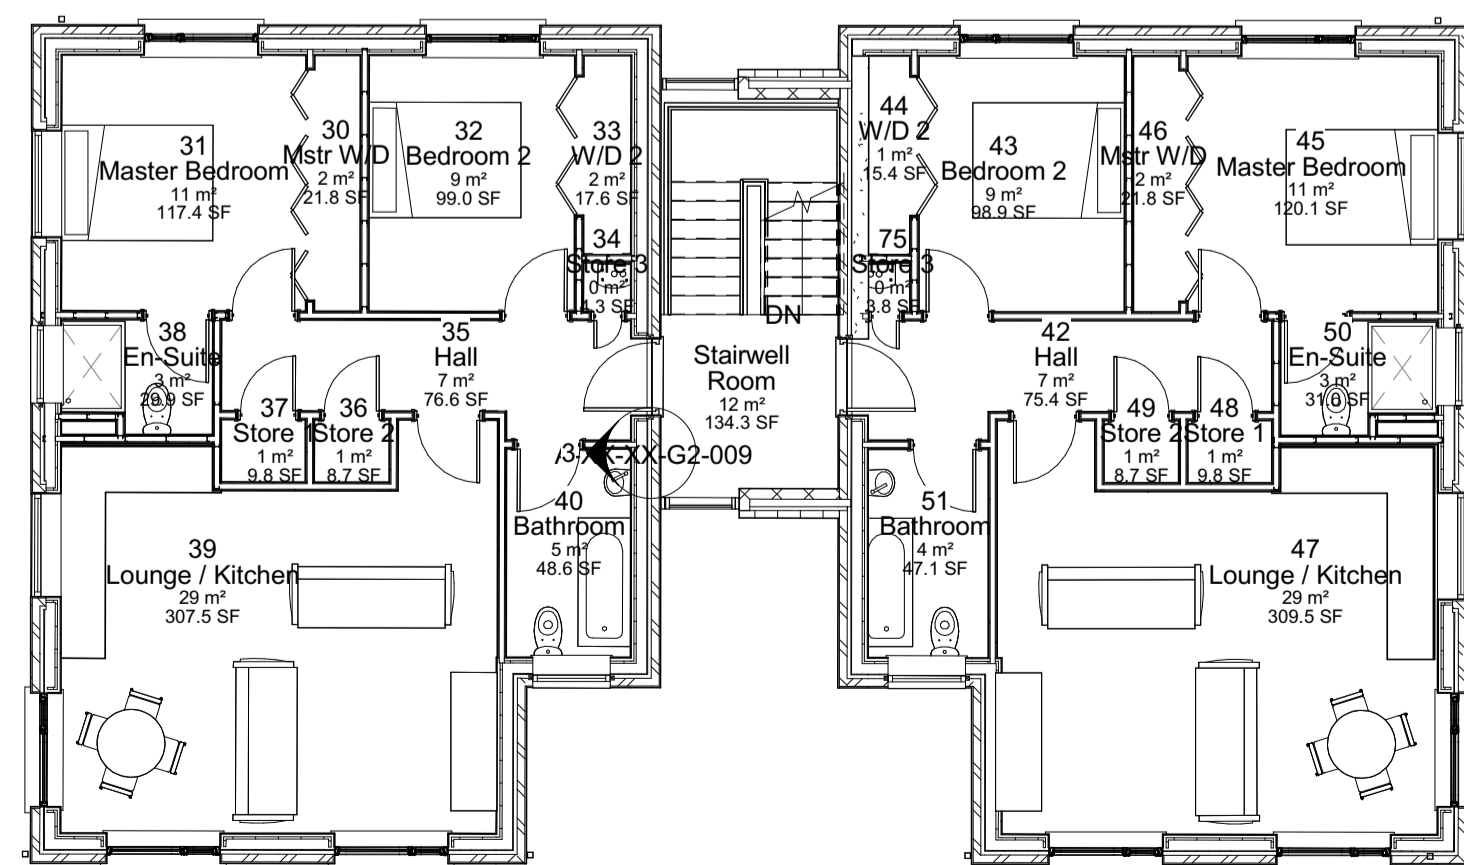 31
Master Bedroom
11 m²
117.4 SF
30
Mstr W/D
2 m²
21.8 SF
32
Bedroom 2
9 m²
99.0 SF
33
W/D 2
2 m²
17.6 SF
34
Store 3
0 m²
4.3 SF
44
W/D 2
1 m²
15.4 SF
43
Bedroom 2
9 m²
98.9 SF
46
Mstr W/D
2 m²
21.8 SF
45
Master Bedroom
11 m²
120.1 SF
75
Store 3
0 m²
3.8 SF
DN
38
En-Suite
3 m²
29.9 SF
35
Hall
7 m²
76.6 SF
Stairwell
Room
12 m²
134.3 SF
42
Hall
7 m²
75.4 SF
50
En-Suite
3 m²
31.0 SF
37
Store 1
1 m²
9.8 SF
36
Store 2
1 m²
8.7 SF
49
Store 2
1 m²
8.7 SF
48
Store 1
1 m²
9.8 SF
3
A-XX-XX-G2-009
40
Bathroom
5 m²
48.6 SF
51
Bathroom
4 m²
47.1 SF
39
Lounge / Kitchen
29 m²
307.5 SF
47
Lounge / Kitchen
29 m²
309.5 SF